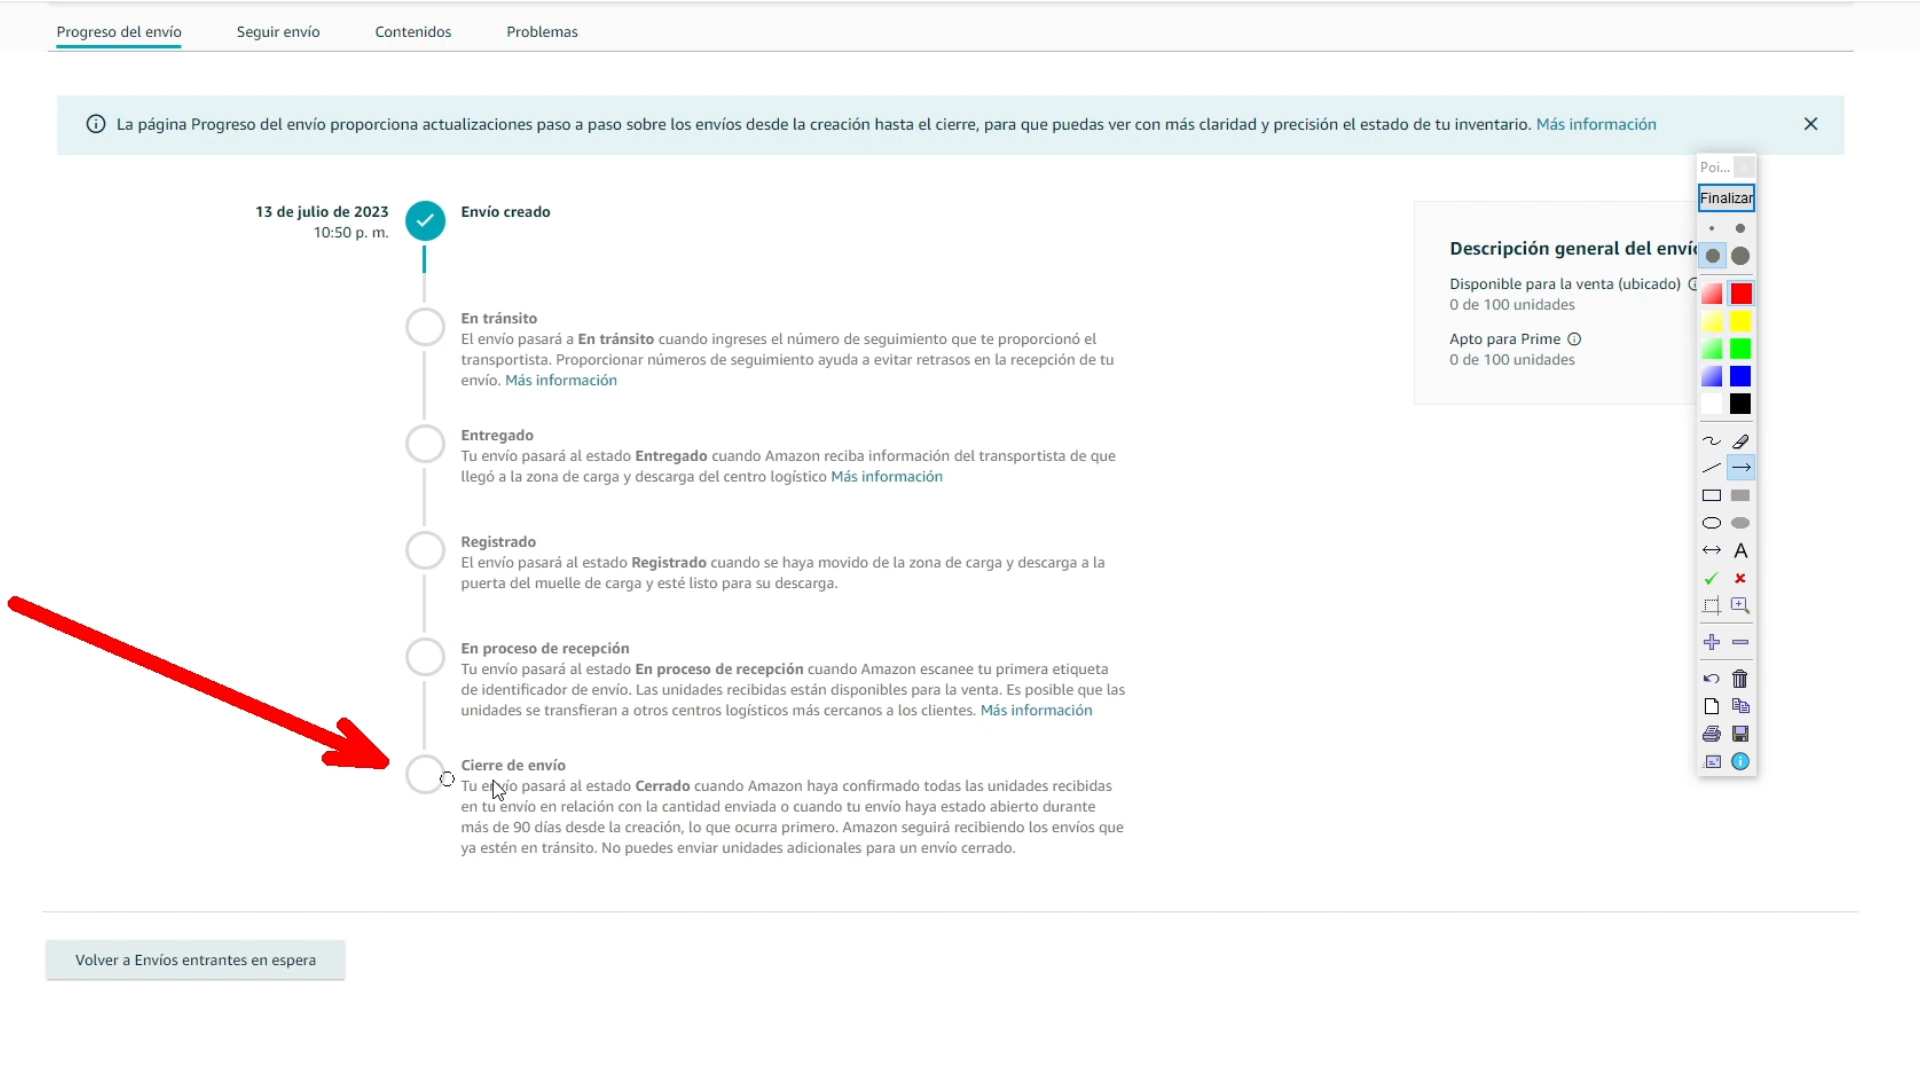 Progreso del envío Seguir envío Contenidos Problemas
La página Progreso del envío proporciona actualizaciones paso a paso sobre los envíos desde la creación hasta el cierre, para que puedas ver con más claridad y precisión el estado de tu inventario. Más información
13 de julio de 2023
10:50 p. m.
Envío creado
En tránsito
El envío pasará a En tránsito cuando ingreses el número de seguimiento que te proporcionó el
transportista. Proporcionar números de seguimiento ayuda a evitar retrasos en la recepción de tu
envío. Más información
Entregado
Tu envío pasará al estado Entregado cuando Amazon reciba información del transportista de que
llegó a la zona de carga y descarga del centro logístico Más información
Registrado
El envío pasará al estado Registrado cuando se haya movido de la zona de carga y descarga a la
puerta del muelle de carga y esté listo para su descarga.
En proceso de recepción
Tu envío pasará al estado En proceso de recepción cuando Amazon escanee tu primera etiqueta
de identificador de envío. Las unidades recibidas están disponibles para la venta. Es posible que las
unidades se transfieran a otros centros logísticos más cercanos a los clientes. Más información
Cierre de envío
Tu envío pasará al estado Cerrado cuando Amazon haya confirmado todas las unidades recibidas
en tu envío en relación con la cantidad enviada o cuando tu envío haya estado abierto durante
más de 90 días desde la creación, lo que ocurra primero. Amazon seguirá recibiendo los envíos que
ya estén en tránsito. No puedes enviar unidades adicionales para un envío cerrado.
Descripción general del envío
Disponible para la venta (ubicado)
0 de 100 unidades
Apto para Prime
0 de 100 unidades
Poi...
Finalizar
A
Volver a Envíos entrantes en espera